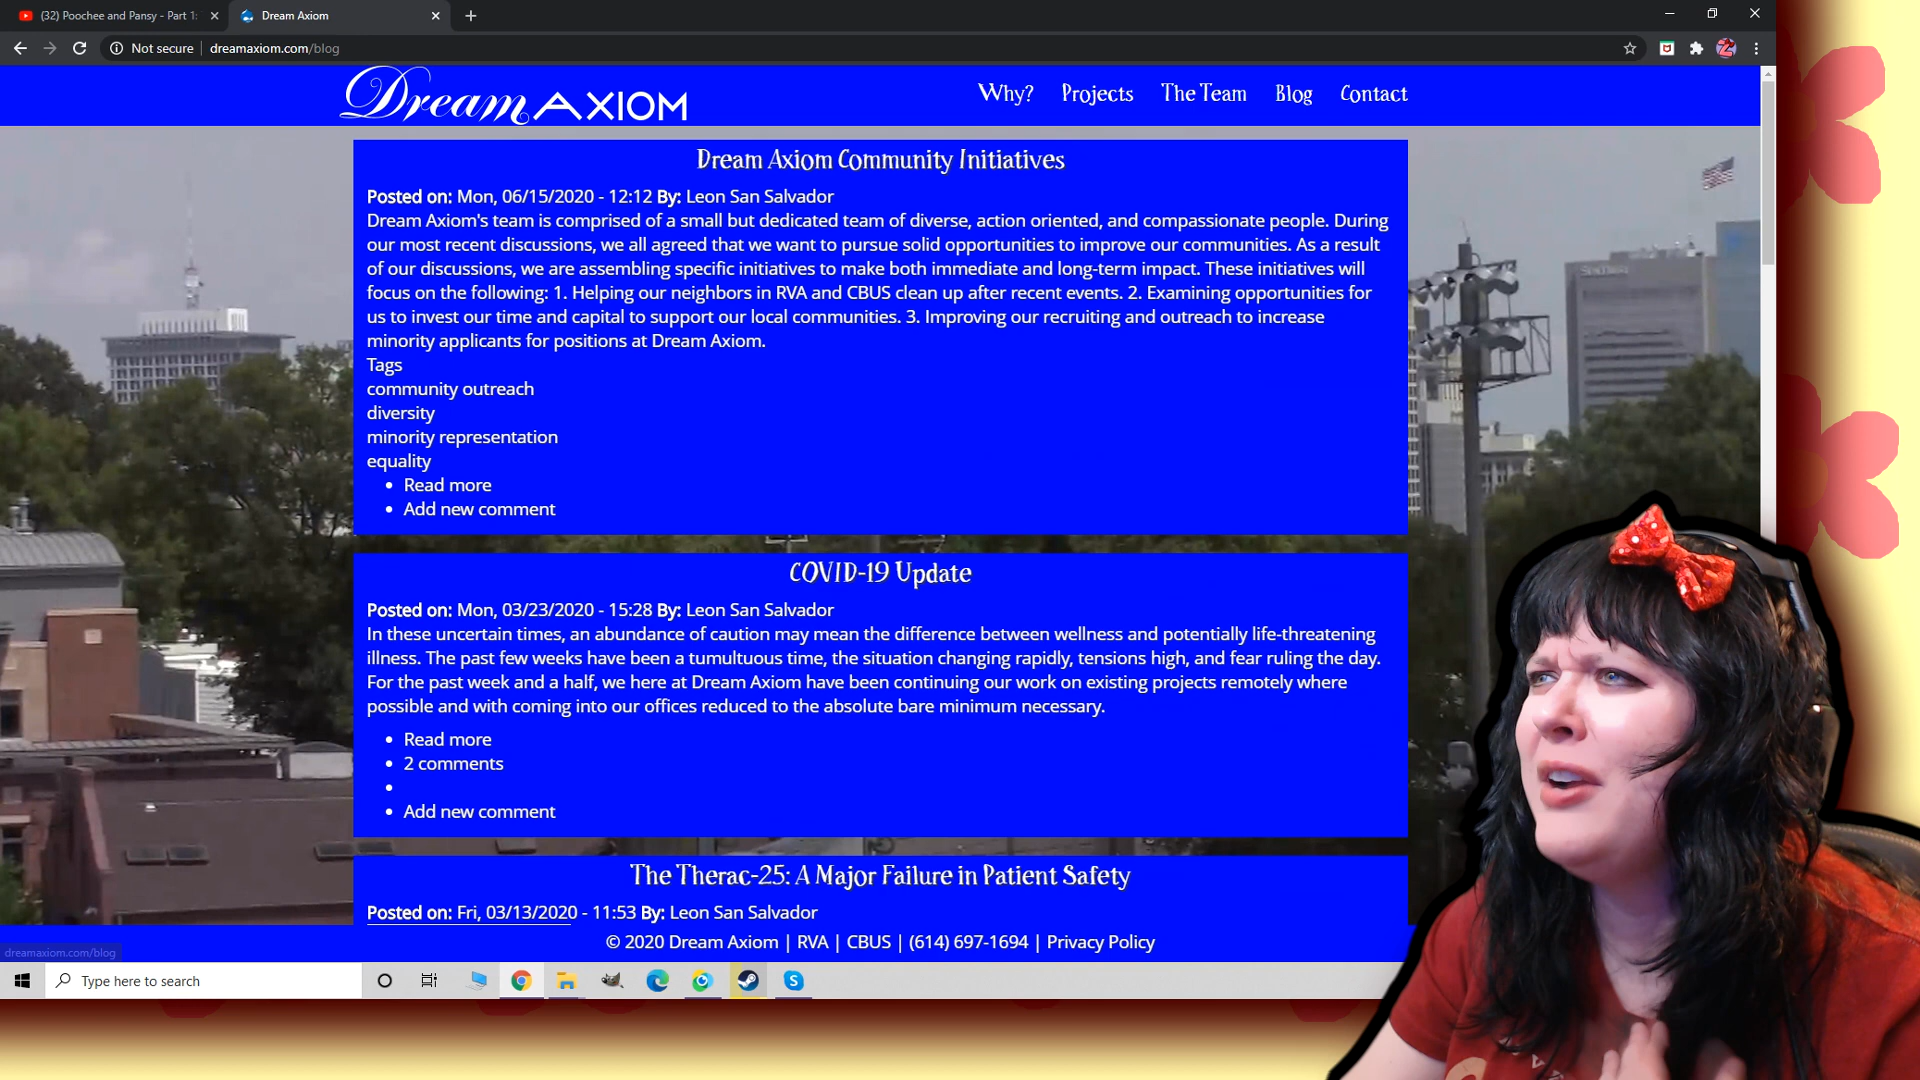 (32) Poochee and Pansy - Part 1:
Dream Axiom
Not secure
dreamaxiom.com/blog
Dream AXIOM
Why?
Projects
The Team
Blog
Contact
Dream Axiom Community Initiatives
Posted on: Mon, 06/15/2020 - 12:12 By: Leon San Salvador
Dream Axiom's team is comprised of a small but dedicated team of diverse, action oriented, and compassionate people. During
our most recent discussions, we all agreed that we want to pursue solid opportunities to improve our communities. As a result
of our discussions, we are assembling specific initiatives to make both immediate and long-term impact. These initiatives will
focus on the following: 1. Helping our neighbors in RVA and CBUS clean up after recent events. 2. Examining opportunities for
us to invest our time and capital to support our local communities. 3. Improving our recruiting and outreach to increase
minority applicants for positions at Dream Axiom.
Tags
community outreach
diversity
minority representation
equality
Read more
Add new comment
COVID-19 Update
Posted on: Mon, 03/23/2020 - 15:28 By: Leon San Salvador
In these uncertain times, an abundance of caution may mean the difference between wellness and potentially life-threatening
illness. The past few weeks have been a tumultuous time, the situation changing rapidly, tensions high, and fear ruling the day.
For the past week and a half, we here at Dream Axiom have been continuing our work on existing projects remotely where
possible and with coming into our offices reduced to the absolute bare minimum necessary.
Read more
2 comments
Add new comment
The Therac-25: A Major Failure in Patient Safety
Posted on: Fri, 03/13/2020 - 11:53 By: Leon San Salvador
© 2020 Dream Axiom | RVA | CBUS | (614) 697-1694 | Privacy Policy
dreamaxiom.com/blog
Type here to search